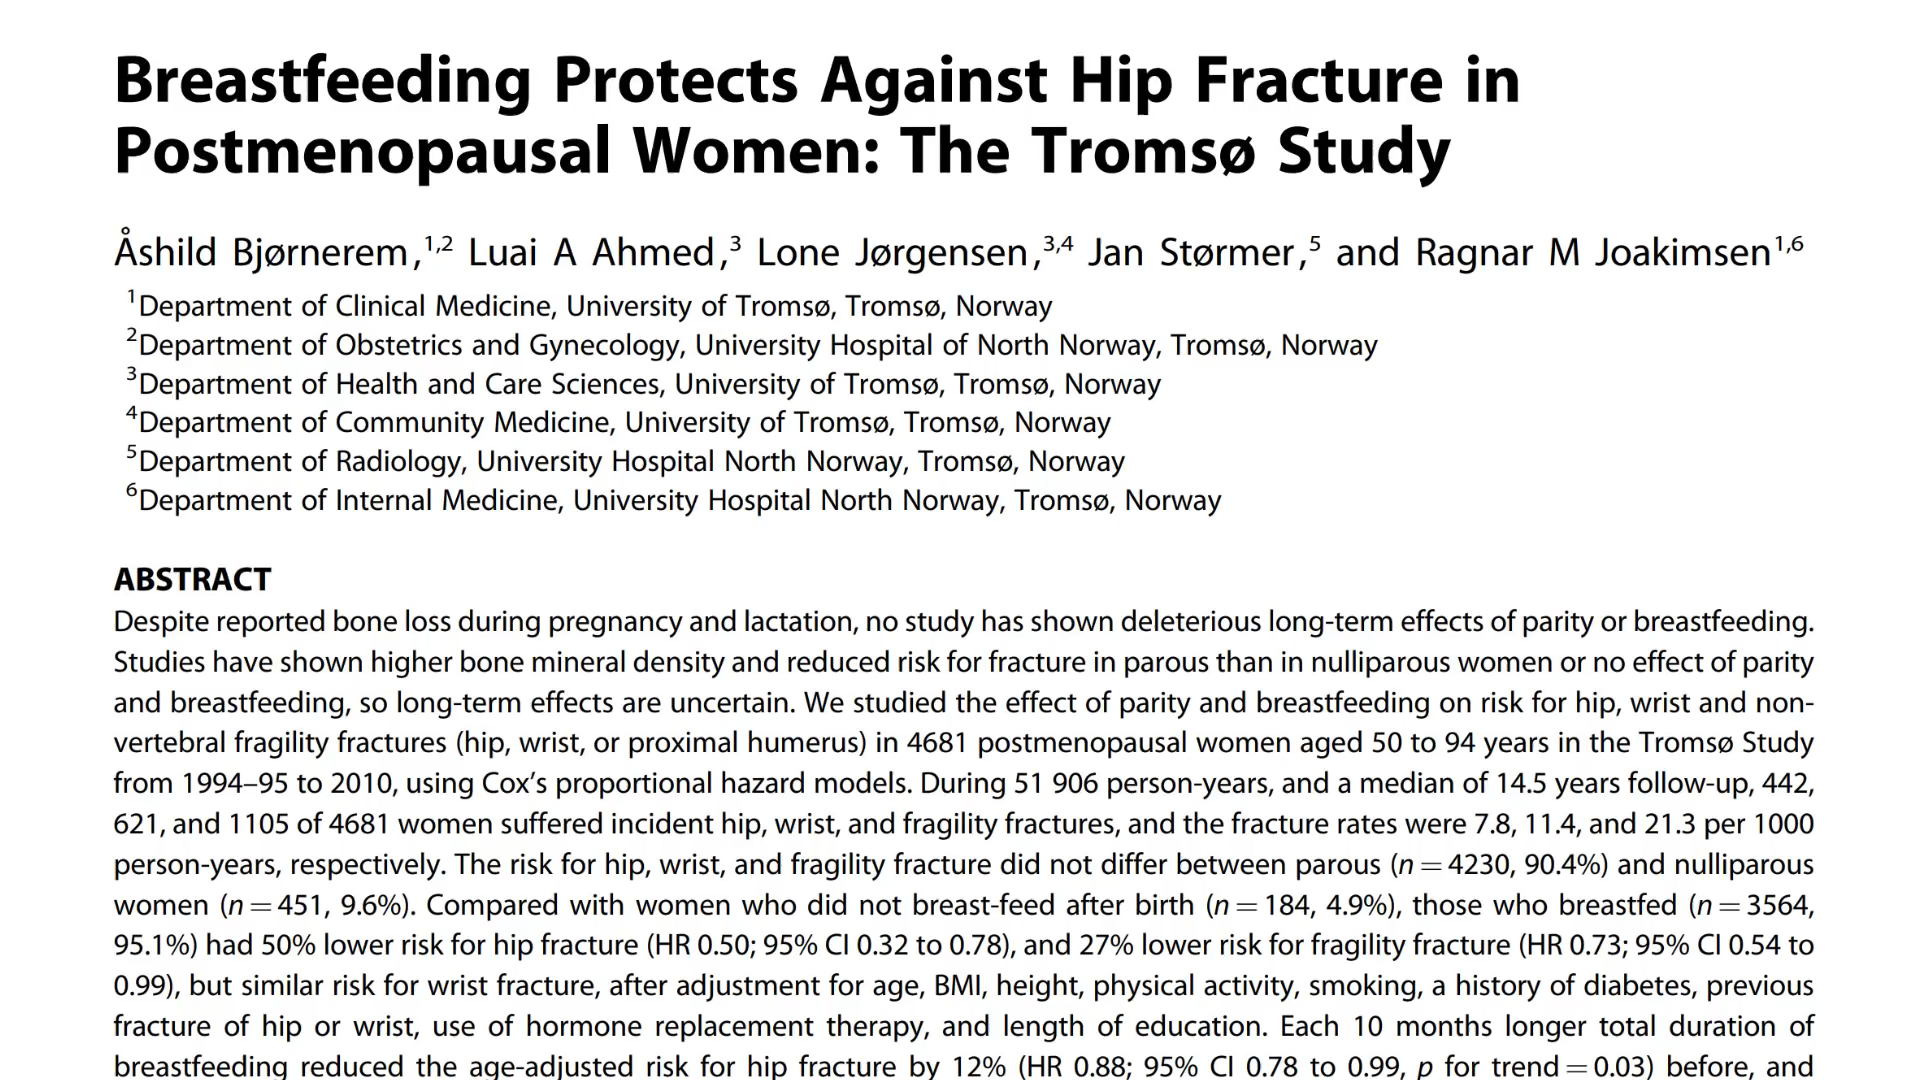 Breastfeeding Protects Against Hip Fracture in
Postmenopausal Women: The Tromsø Study
Åshild Bjørnerem,1,2 Luai A Ahmed,3 Lone Jørgensen,3,4 Jan Størmer,5 and Ragnar M Joakimsen1,6
1Department of Clinical Medicine, University of Tromsø, Tromsø, Norway
2Department of Obstetrics and Gynecology, University Hospital of North Norway, Tromsø, Norway
3Department of Health and Care Sciences, University of Tromsø, Tromsø, Norway
4Department of Community Medicine, University of Tromsø, Tromsø, Norway
5Department of Radiology, University Hospital North Norway, Tromsø, Norway
6Department of Internal Medicine, University Hospital North Norway, Tromsø, Norway
ABSTRACT
Despite reported bone loss during pregnancy and lactation, no study has shown deleterious long-term effects of parity or breastfeeding.
Studies have shown higher bone mineral density and reduced risk for fracture in parous than in nulliparous women or no effect of parity
and breastfeeding, so long-term effects are uncertain. We studied the effect of parity and breastfeeding on risk for hip, wrist and non-
vertebral fragility fractures (hip, wrist, or proximal humerus) in 4681 postmenopausal women aged 50 to 94 years in the Tromsø Study
from 1994–95 to 2010, using Cox’s proportional hazard models. During 51 906 person-years, and a median of 14.5 years follow-up, 442,
621, and 1105 of 4681 women suffered incident hip, wrist, and fragility fractures, and the fracture rates were 7.8, 11.4, and 21.3 per 1000
person-years, respectively. The risk for hip, wrist, and fragility fracture did not differ between parous (n = 4230, 90.4%) and nulliparous
women (n = 451, 9.6%). Compared with women who did not breast-feed after birth (n = 184, 4.9%), those who breastfed (n = 3564,
95.1%) had 50% lower risk for hip fracture (HR 0.50; 95% CI 0.32 to 0.78), and 27% lower risk for fragility fracture (HR 0.73; 95% CI 0.54 to
0.99), but similar risk for wrist fracture, after adjustment for age, BMI, height, physical activity, smoking, a history of diabetes, previous
fracture of hip or wrist, use of hormone replacement therapy, and length of education. Each 10 months longer total duration of
breastfeeding reduced the age-adjusted risk for hip fracture by 12% (HR 0.88; 95% CI 0.78 to 0.99, p for trend = 0.03) before, and